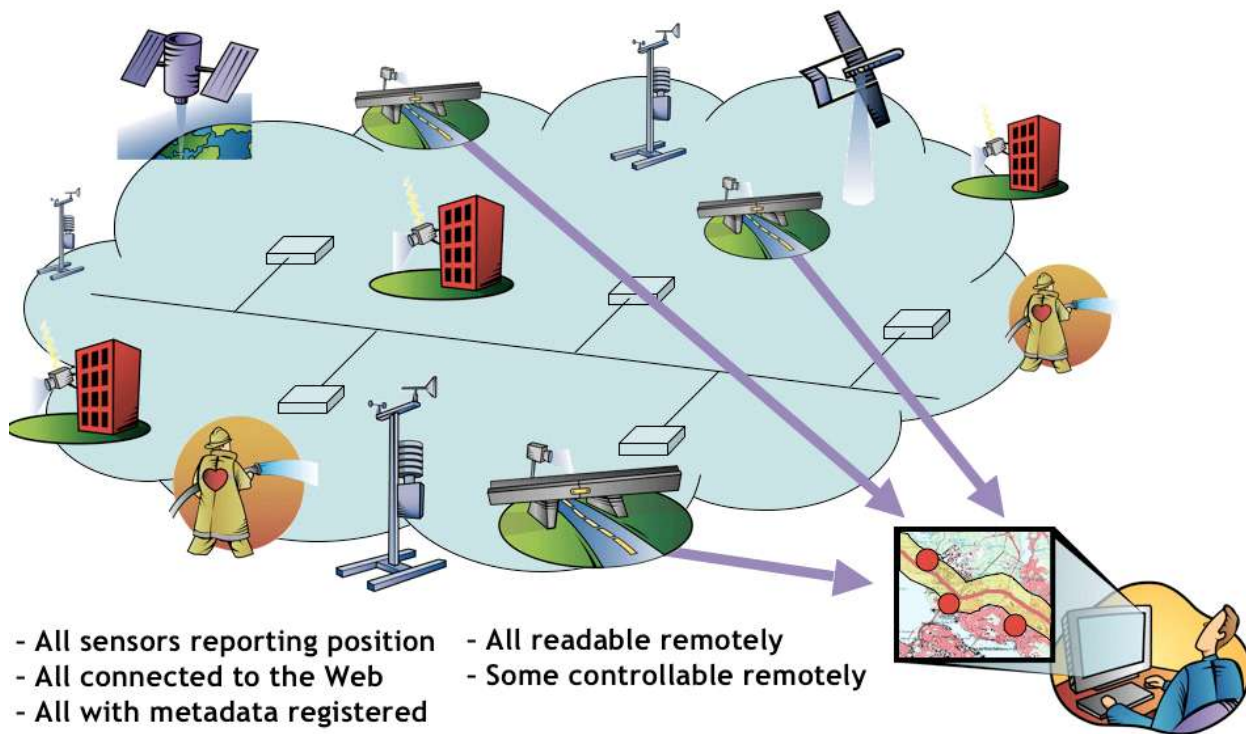 - All sensors reporting position
- All connected to the Web
- All with metadata registered
- All readable remotely
- Some controllable remotely